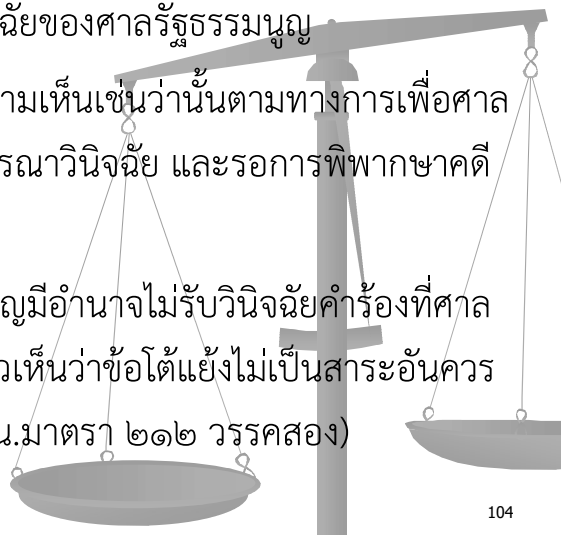 ฉัยของศาลรัฐธรรมนูญ
ามเห็นเช่นว่านั้นตามทางการเพื่อศาล
รณาวินิจฉัย และรอการพิพากษาคดี
ญมีอำนาจไม่รับวินิจฉัยคำร้องที่ศาล
วเห็นว่าข้อโต้แย้งไม่เป็นสาระอันควร
น.มาตรา ๒๑๒ วรรคสอง)
104